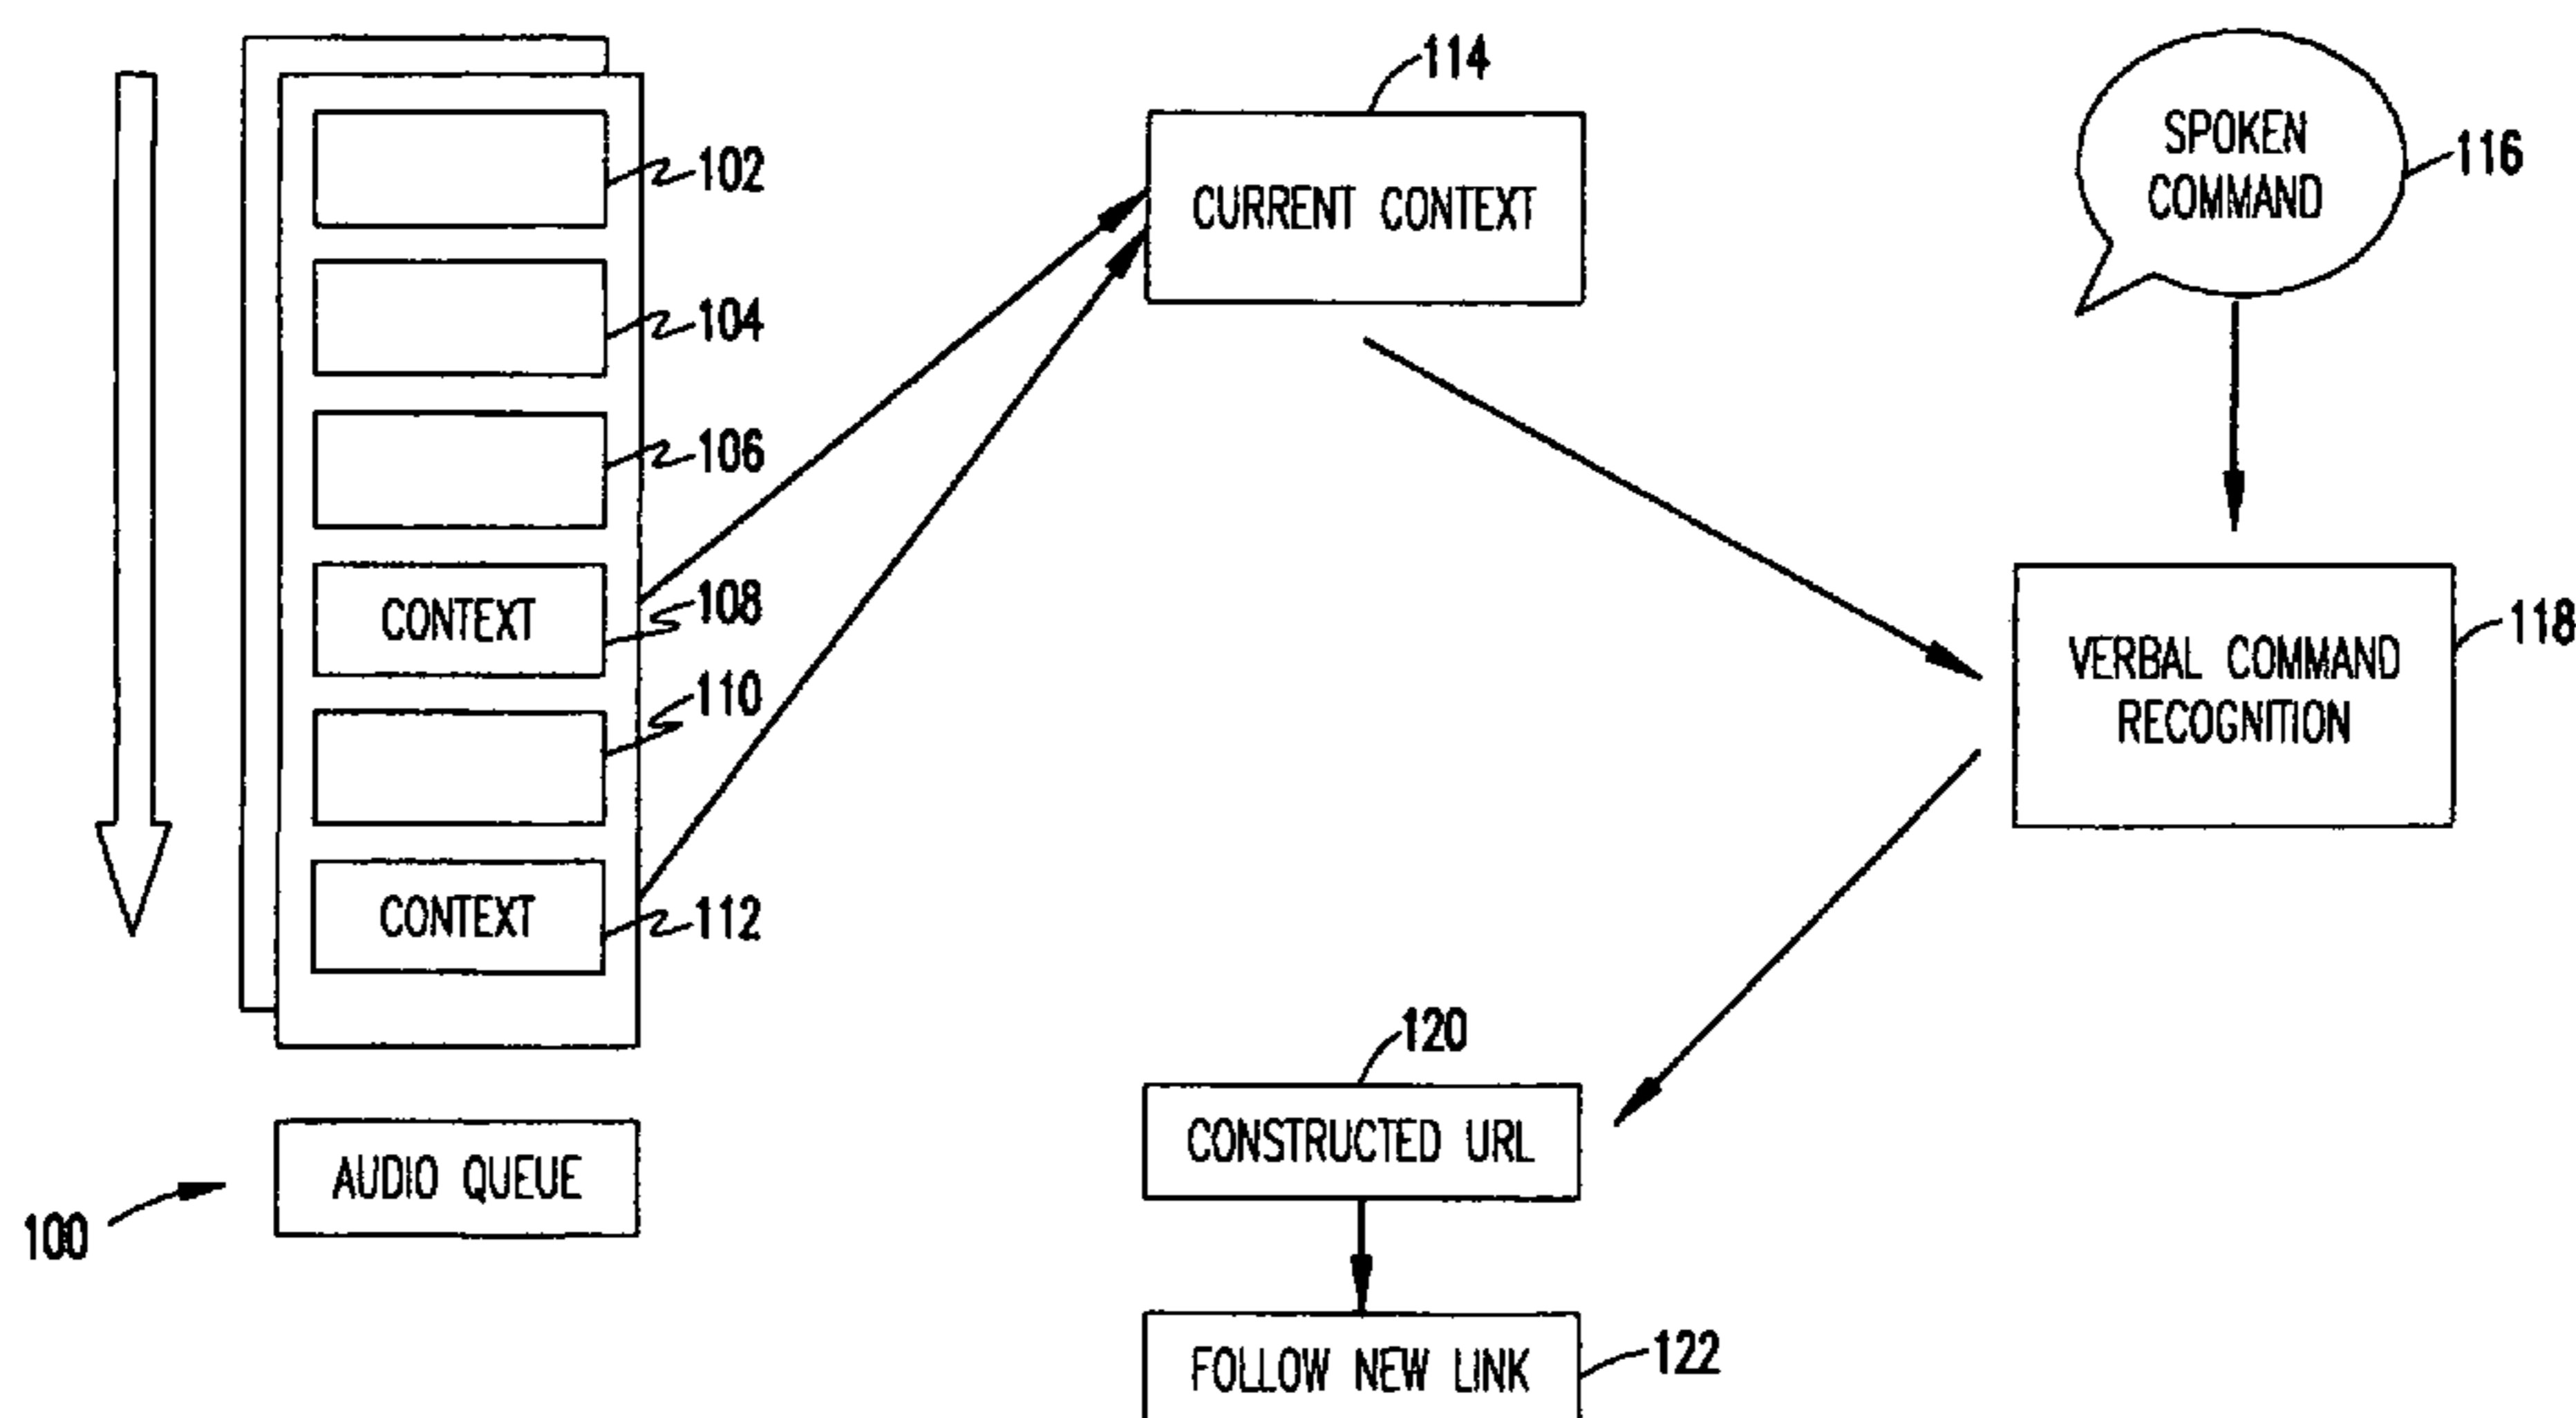 114
SPOKEN
COMMAND
116
102
CURRENT CONTEXT
104
106
CONTEXT
108
VERBAL COMMAND
RECOGNITION
118
110
CONTEXT
112
120
CONSTRUCTED URL
AUDIO QUEUE
100
FOLLOW NEW LINK
122